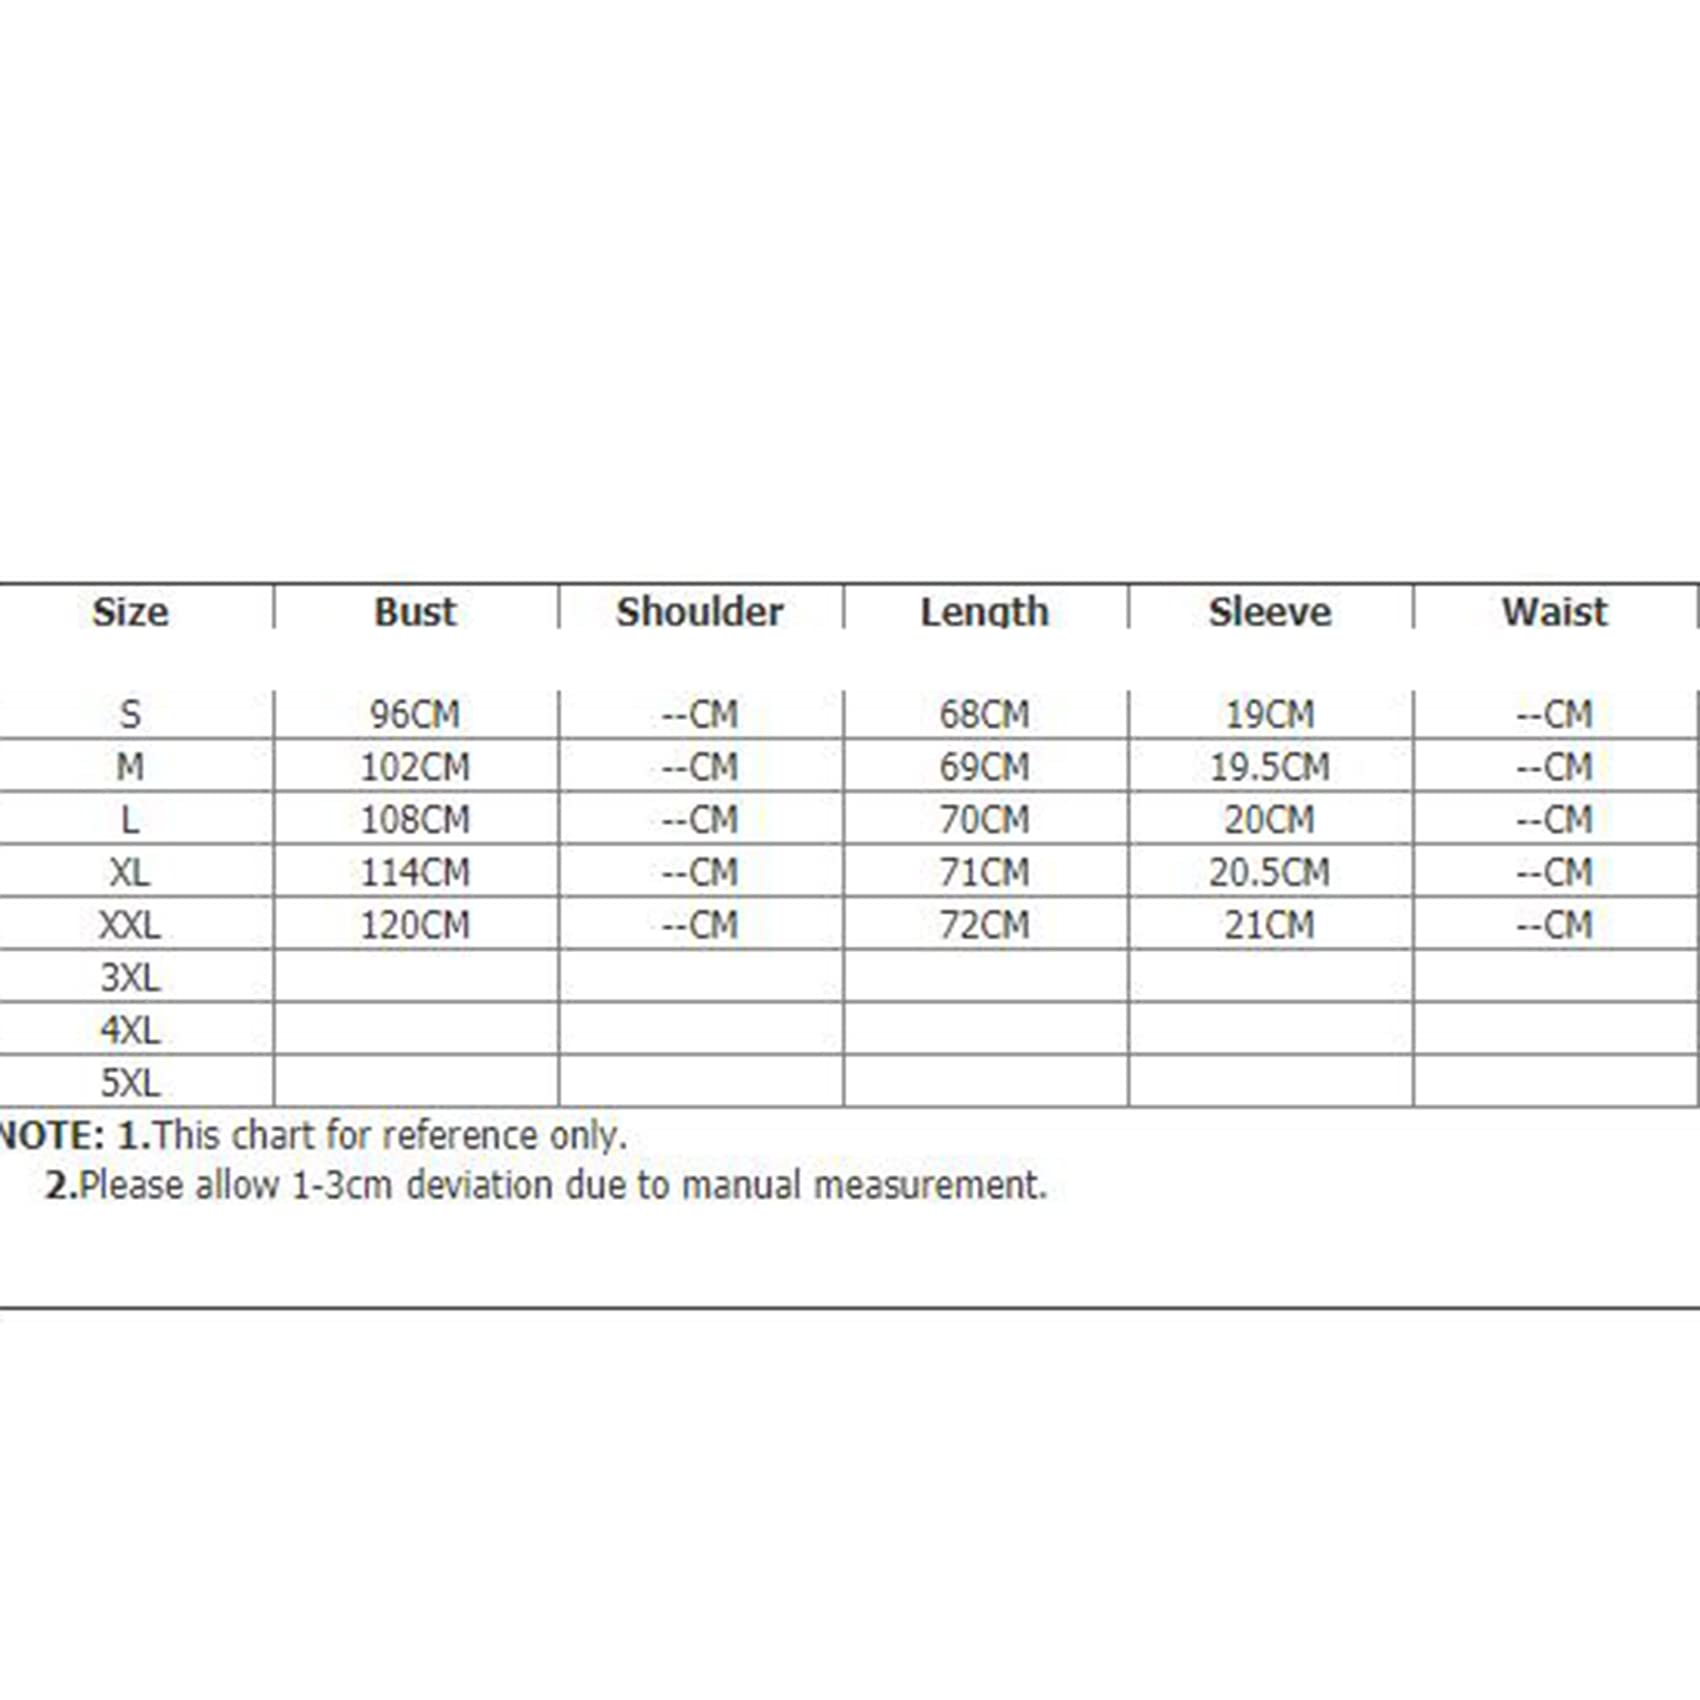 Size Bust Shoulder Length Sleeve Waist
S 96CM --CM 68CM 19CM --CM
M 102CM --CM 69CM 19.5CM --CM
L 108CM --CM 70CM 20CM --CM
XL 114CM --CM 71CM 20.5CM --CM
XXL 120CM --CM 72CM 21CM --CM
3XL
4XL
5XL
NOTE: 1.This chart for reference only.
2.Please allow 1-3cm deviation due to manual measurement.